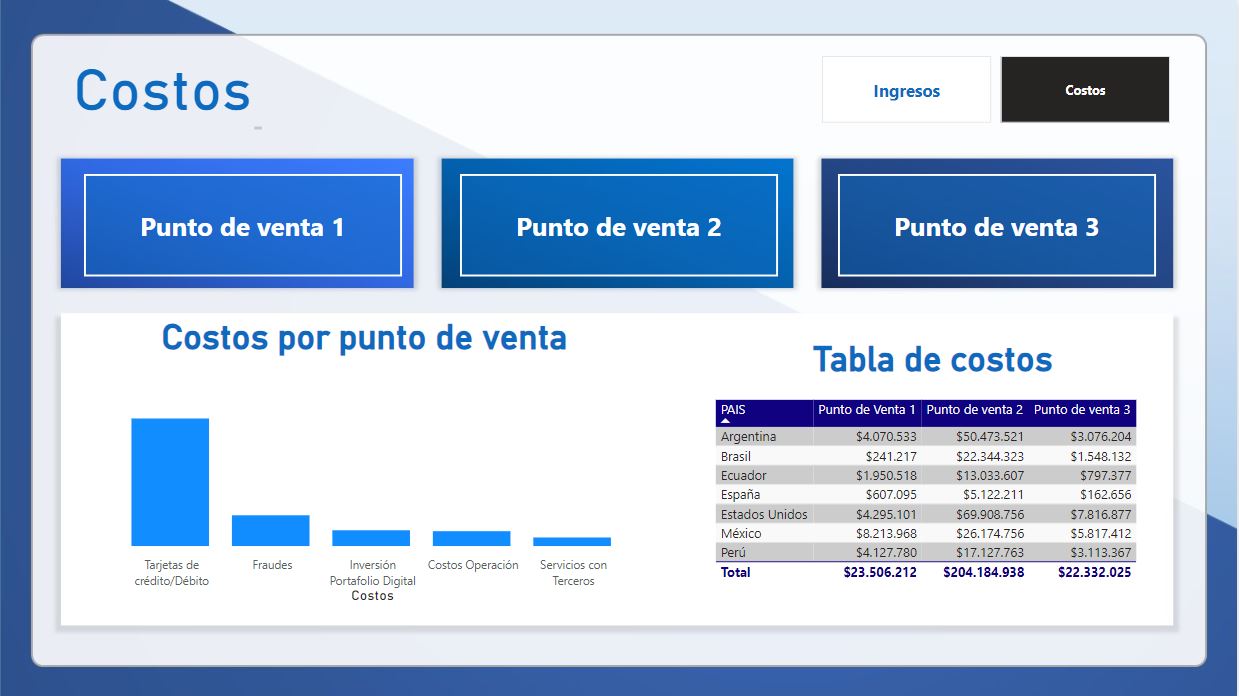 Costos
Ingresos
Costos
Punto de venta 1
Punto de venta 2
Punto de venta 3
Costos por punto de venta
Tarjetas de
crédito/Débito
Fraudes
Inversión
Portafolio Digital
Costos Operación
Servicios con
Terceros
Costos
Tabla de costos
PAIS Punto de Venta 1 Punto de venta 2 Punto de venta 3
Argentina $4.070.533 $50.473.521 $3.076.204
Brasil $241.217 $22.344.323 $1.548.132
Ecuador $1.950.518 $13.033.607 $797.377
España $607.095 $5.122.211 $162.656
Estados Unidos $4.295.101 $69.908.756 $7.816.877
México $8.213.968 $26.174.756 $5.817.412
Perú $4.127.780 $17.127.763 $3.113.367
Total $23.506.212 $204.184.938 $22.332.025